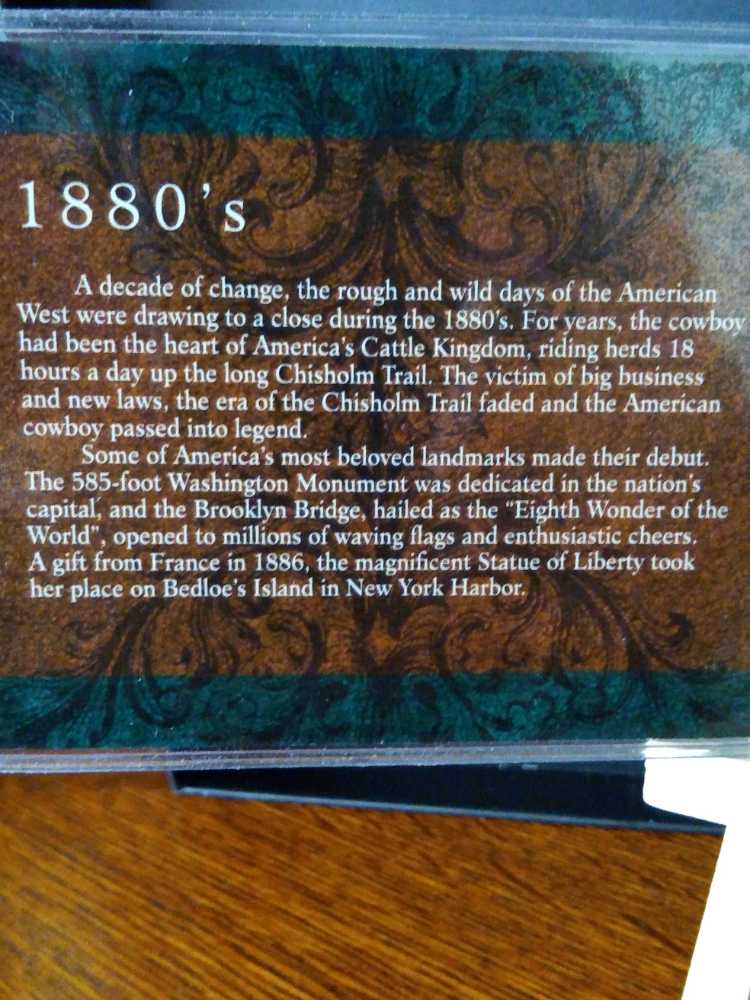 1880's
A decade of change, the rough and wild days of the American
West were drawing to a close during the 1880's. For years, the cowboy
had been the heart of America's Cattle Kingdom, riding herds 18
hours a day up the long Chisholm Trail. The victim of big business
and new laws, the era of the Chisholm Trail faded and the American
cowboy passed into legend.
Some of America's most beloved landmarks made their debut.
The 585-foot Washington Monument was dedicated in the nation's
capital, and the Brooklyn Bridge, hailed as the "Eighth Wonder of the
World", opened to millions of waving flags and enthusiastic cheers.
A gift from France in 1886, the magnificent Statue of Liberty took
her place on Bedloe's Island in New York Harbor.